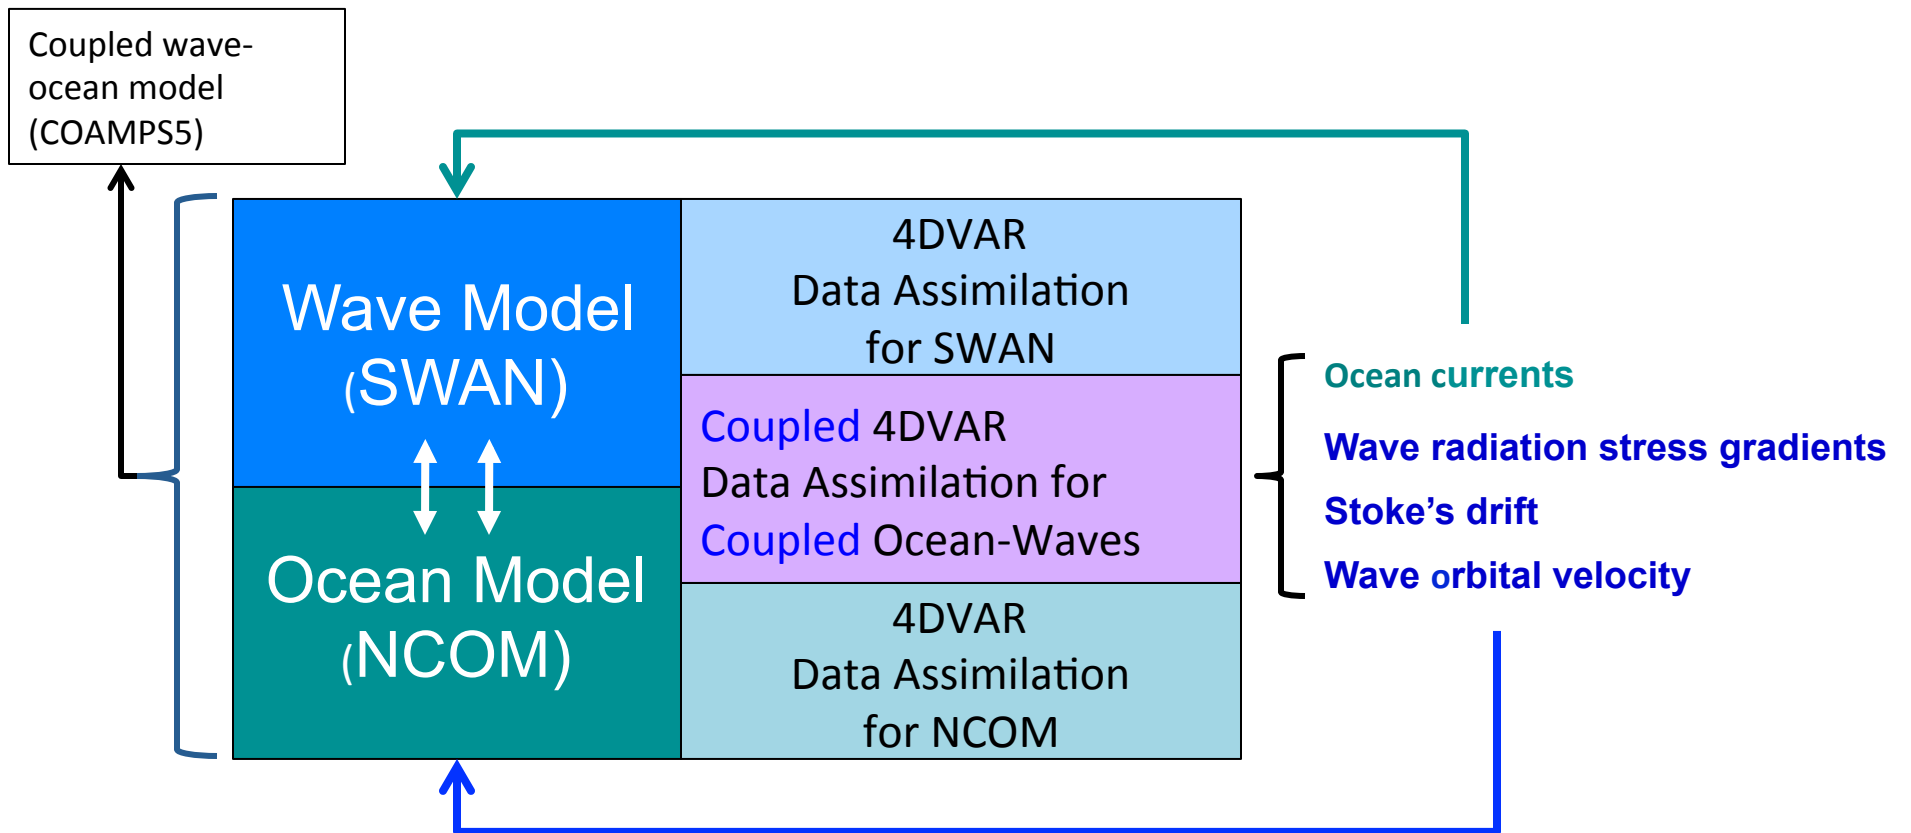 Coupled wave-
ocean model
(COAMPS5)
Wave Model
(SWAN)
Ocean Model
(NCOM)
4DVAR
Data Assimilation
for SWAN
Coupled 4DVAR
Data Assimilation for
Coupled Ocean-Waves
4DVAR
Data Assimilation
for NCOM
Ocean currents
Wave radiation stress gradients
Stoke’s drift
Wave orbital velocity